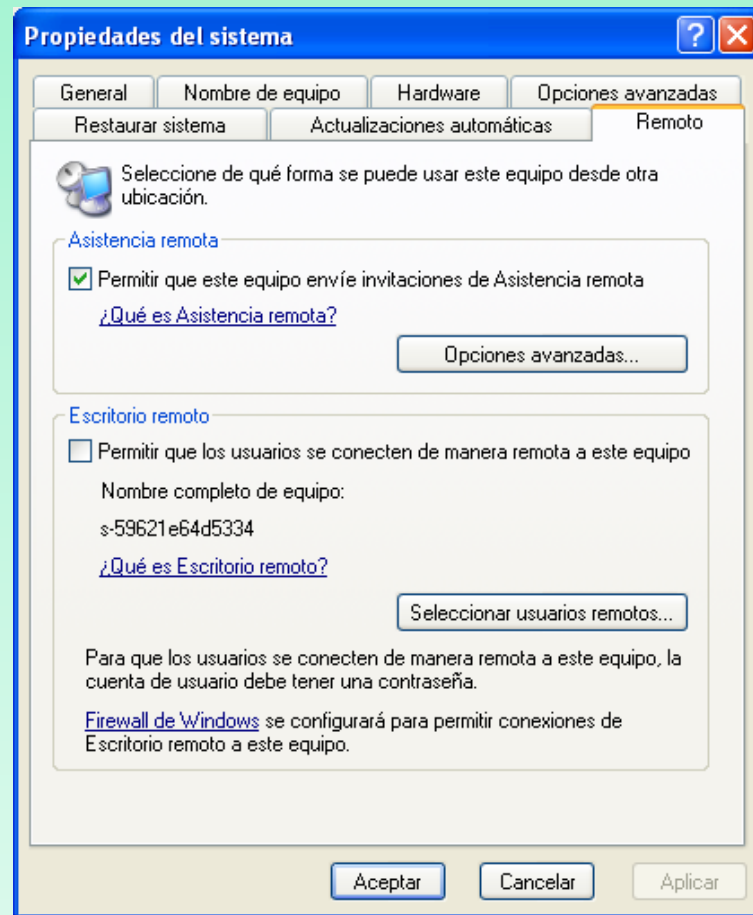 Propiedades del sistema
?
General Nombre de equipo Hardware Opciones avanzadas
Restaurar sistema Actualizaciones automáticas Remoto
Seleccione de qué forma se puede usar este equipo desde otra
ubicación.
Asistencia remota
Permitir que este equipo envíe invitaciones de Asistencia remota
¿Qué es Asistencia remota?
Opciones avanzadas...
Escritorio remoto
Permitir que los usuarios se conecten de manera remota a este equipo
Nombre completo de equipo:
s-59621e64d5334
¿Qué es Escritorio remoto?
Seleccionar usuarios remotos...
Para que los usuarios se conecten de manera remota a este equipo, la
cuenta de usuario debe tener una contraseña.
Firewall de Windows se configurará para permitir conexiones de
Escritorio remoto a este equipo.
Aceptar Cancelar Aplicar